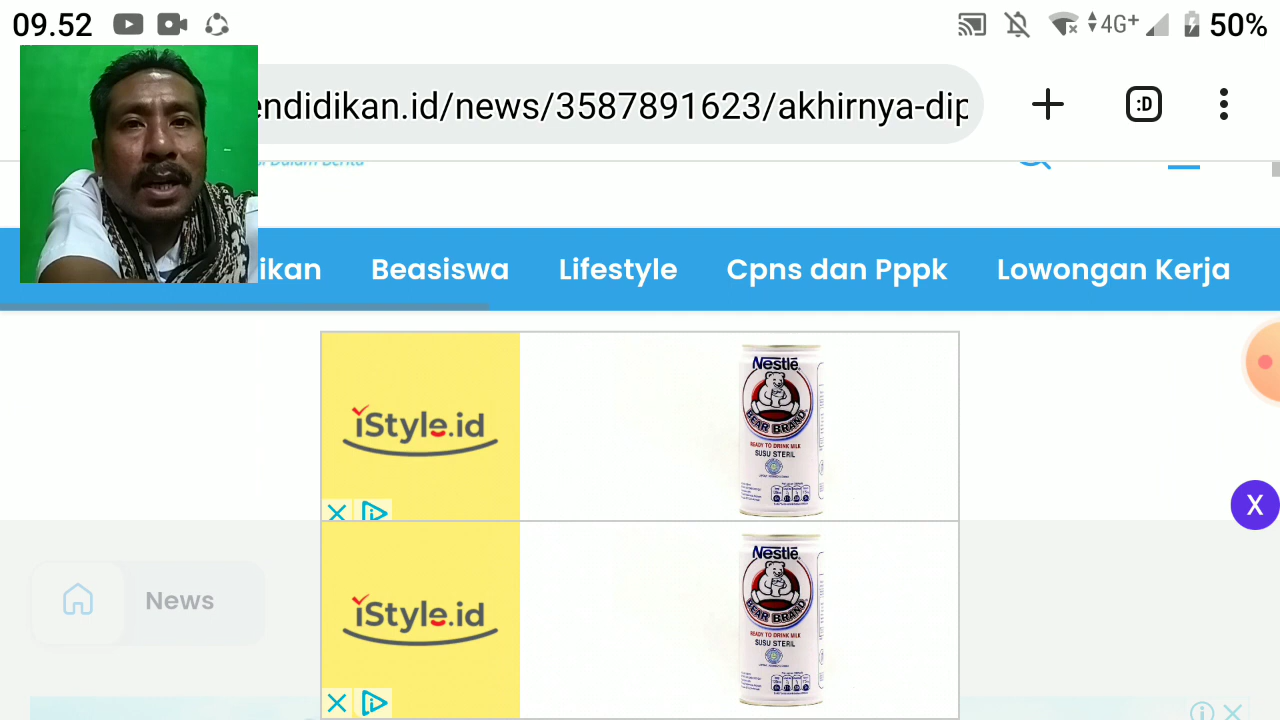 09.52
4G+
50%
endidikan.id/news/3587891623/akhirnya-dip
:D
i Dalam Berita
ikan Beasiswa Lifestyle Cpns dan Pppk Lowongan Kerja
iStyle.id
Nestlé
BEAR BRAND
READY TO DRINK MILK
SUSU STERIL
X
iStyle.id
Nestlé
BEAR BRAND
READY TO DRINK MILK
SUSU STERIL
News